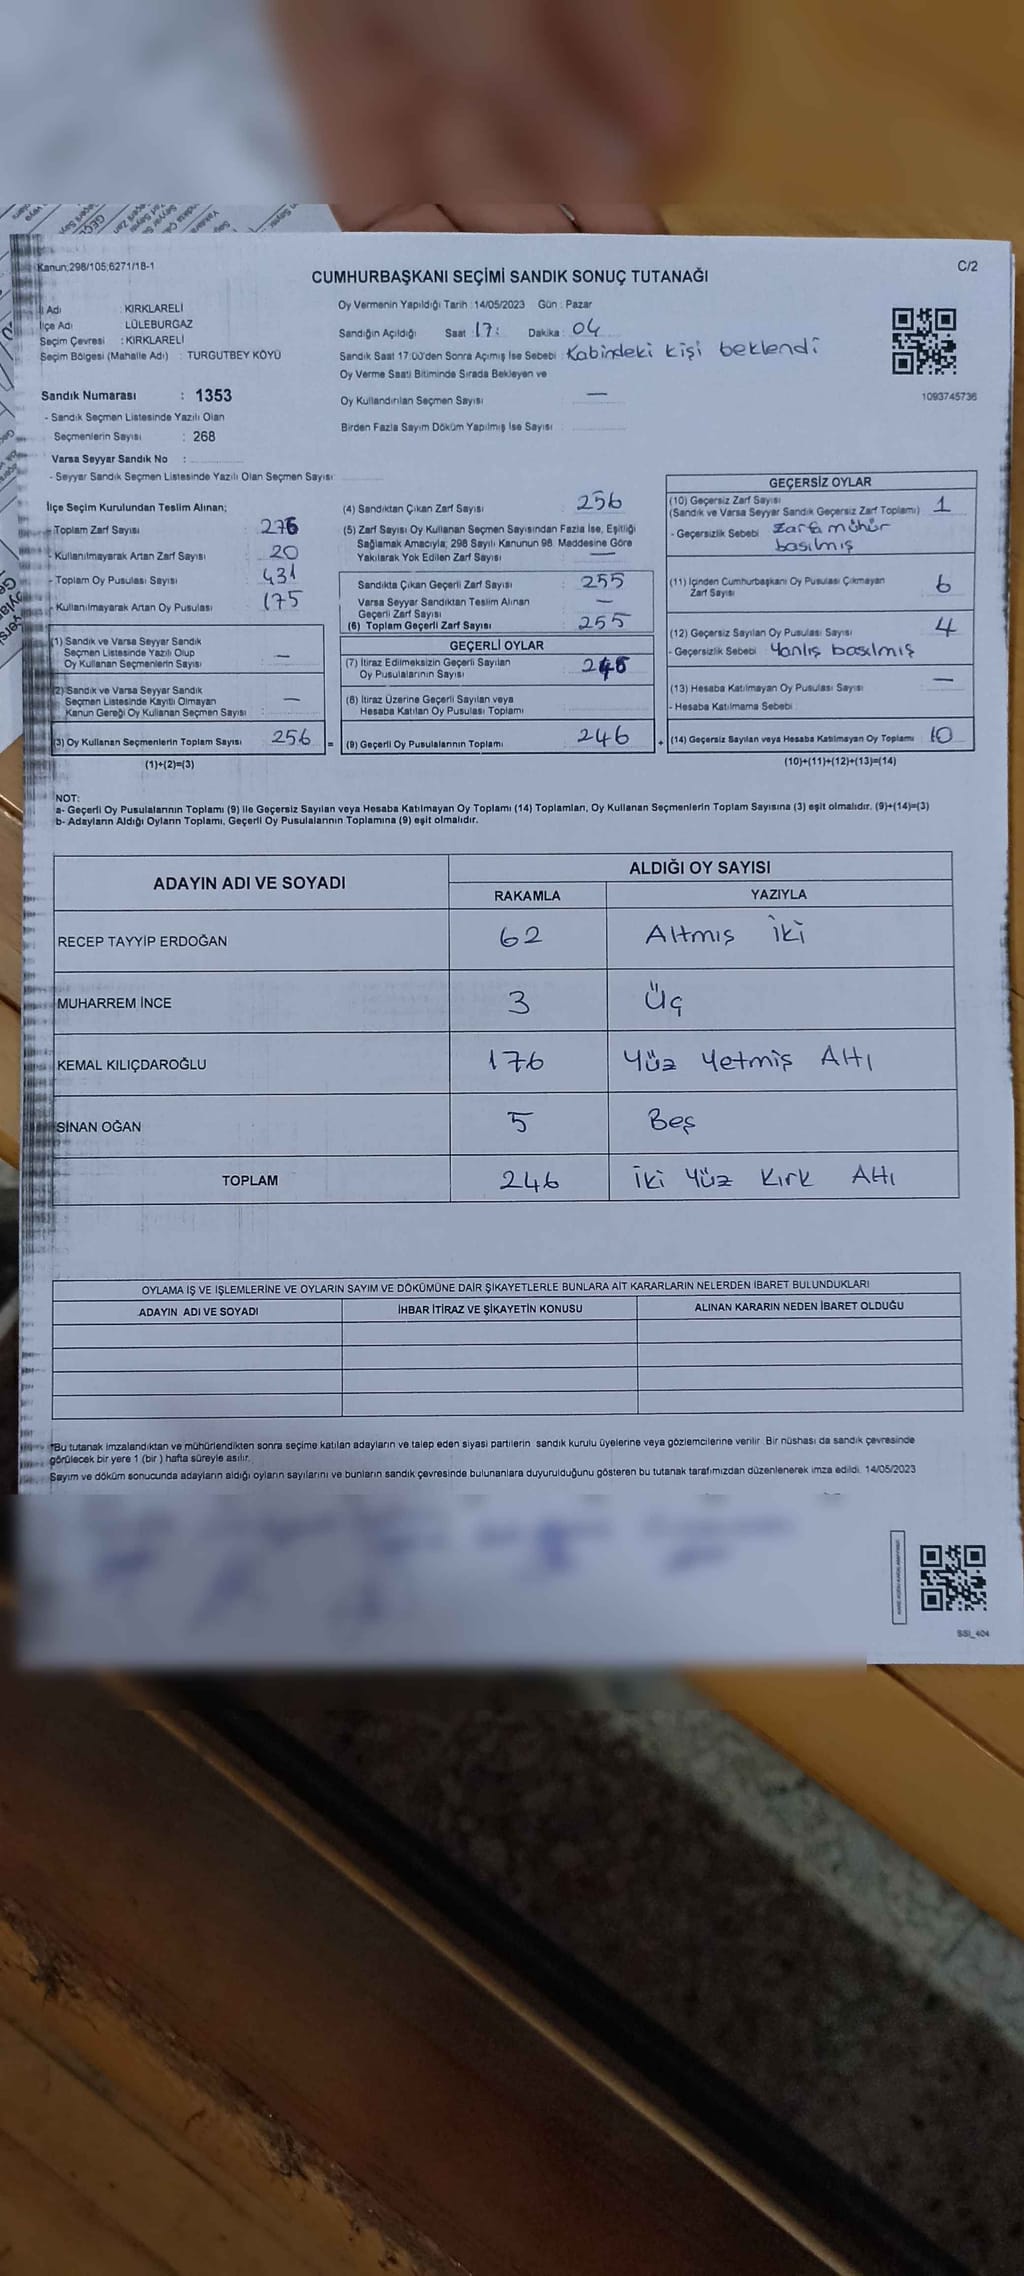 Kanun;298/105;6271/18-1
C/2
CUMHURBAŞKANI SEÇİMİ SANDIK SONUÇ TUTANAĞI
İl Adı : KIRKLARELİ
İlçe Adı LÜLEBURGAZ
Seçim Çevresi : KIRKLARELİ
Seçim Bölgesi (Mahalle Adı) : TURGUTBEY KÖYÜ
Sandık Numarası : 1353
- Sandık Seçmen Listesinde Yazılı Olan
Seçmenlerin Sayısı : 268
Varsa Seyyar Sandık No :
- Seyyar Sandık Seçmen Listesinde Yazılı Olan Seçmen Sayısı
Oy Vermenin Yapıldığı Tarih : 14/05/2023 Gün : Pazar
Sandığın Açıldığı Saat 17: Dakika : 04
Sandık Saat 17:00'den Sonra Açımış İse Sebebi : Kabindeki kişi beklendi
Oy Verme Saati Bitiminde Sırada Bekleyen ve
Oy Kullandırılan Seçmen Sayısı : —
Birden Fazla Sayım Döküm Yapılmış İse Sayısı :
1093745736
İlçe Seçim Kurulundan Teslim Alınan;
- Toplam Zarf Sayısı : 276
- Kullanılmayarak Artan Zarf Sayısı : 20
- Toplam Oy Pusulası Sayısı : 431
- Kullanılmayarak Artan Oy Pusulası : 175
(1) Sandık ve Varsa Seyyar Sandık
Seçmen Listesinde Yazılı Olup
Oy Kullanan Seçmenlerin Sayısı : —
(2) Sandık ve Varsa Seyyar Sandık
Seçmen Listesinde Kayıtlı Olmayan
Kanun Gereği Oy Kullanan Seçmen Sayısı : —
(3) Oy Kullanan Seçmenlerin Toplam Sayısı : 256
(1)+(2)=(3)
(4) Sandıktan Çıkan Zarf Sayısı : 256
(5) Zarf Sayısı Oy Kullanan Seçmen Sayısından Fazla İse, Eşitliği
Sağlamak Amacıyla; 298 Sayılı Kanunun 98. Maddesine Göre
Yakılarak Yok Edilen Zarf Sayısı : —
Sandıkta Çıkan Geçerli Zarf Sayısı : 255
Varsa Seyyar Sandıktan Teslim Alınan
Geçerli Zarf Sayısı : —
(6) Toplam Geçerli Zarf Sayısı : 255
GEÇERLİ OYLAR
(7) İtiraz Edilmeksizin Geçerli Sayılan
Oy Pusulalarının Sayısı : 246
(8) İtiraz Üzerine Geçerli Sayılan veya
Hesaba Katılan Oy Pusulası Toplamı :
= (9) Geçerli Oy Pusulalarının Toplamı : 246
GEÇERSİZ OYLAR
(10) Geçersiz Zarf Sayısı
(Sandık ve Varsa Seyyar Sandık Geçersiz Zarf Toplamı) : 1
- Geçersizlik Sebebi : Zarfa mühür
basılmış
(11) İçinden Cumhurbaşkanı Oy Pusulası Çıkmayan
Zarf Sayısı : 6
(12) Geçersiz Sayılan Oy Pusulası Sayısı : 4
- Geçersizlik Sebebi : Yanlış basılmış
(13) Hesaba Katılmayan Oy Pusulası Sayısı : —
- Hesaba Katılmama Sebebi :
+ (14) Geçersiz Sayılan veya Hesaba Katılmayan Oy Toplamı : 10
(10)+(11)+(12)+(13)=(14)
NOT:
a- Geçerli Oy Pusulalarının Toplamı (9) İle Geçersiz Sayılan veya Hesaba Katılmayan Oy Toplamı (14) Toplamları, Oy Kullanan Seçmenlerin Toplam Sayısına (3) eşit olmalıdır. (9)+(14)=(3)
b- Adayların Aldığı Oyların Toplamı, Geçerli Oy Pusulalarının Toplamına (9) eşit olmalıdır.
ADAYIN ADI VE SOYADI ALDIĞI OY SAYISI
RAKAMLA YAZIYLA
RECEP TAYYİP ERDOĞAN 62 Altmış İki
MUHARREM İNCE 3 Üç
KEMAL KILIÇDAROĞLU 176 Yüz Yetmiş Altı
SİNAN OĞAN 5 Beş
TOPLAM 246 İki Yüz Kırk Altı
OYLAMA İŞ VE İŞLEMLERİNE VE OYLARIN SAYIM VE DÖKÜMÜNE DAİR ŞİKAYETLERLE BUNLARA AİT KARARLARIN NELERDEN İBARET BULUNDUKLARI
ADAYIN ADI VE SOYADI İHBAR İTİRAZ VE ŞİKAYETİN KONUSU ALINAN KARARIN NEDEN İBARET OLDUĞU
*Bu tutanak imzalandıktan ve mühürlendikten sonra seçime katılan adayların ve talep eden siyasi partilerin sandık kurulu üyelerine veya gözlemcilerine verilir. Bir nüshası da sandık çevresinde
görülecek bir yere 1 (bir ) hafta süreyle asılır.
Sayım ve döküm sonucunda adayların aldığı oyların sayılarını ve bunların sandık çevresinde bulunanlara duyurulduğunu gösteren bu tutanak tarafımızdan düzenlenerek imza edildi. 14/05/2023
SSI_404